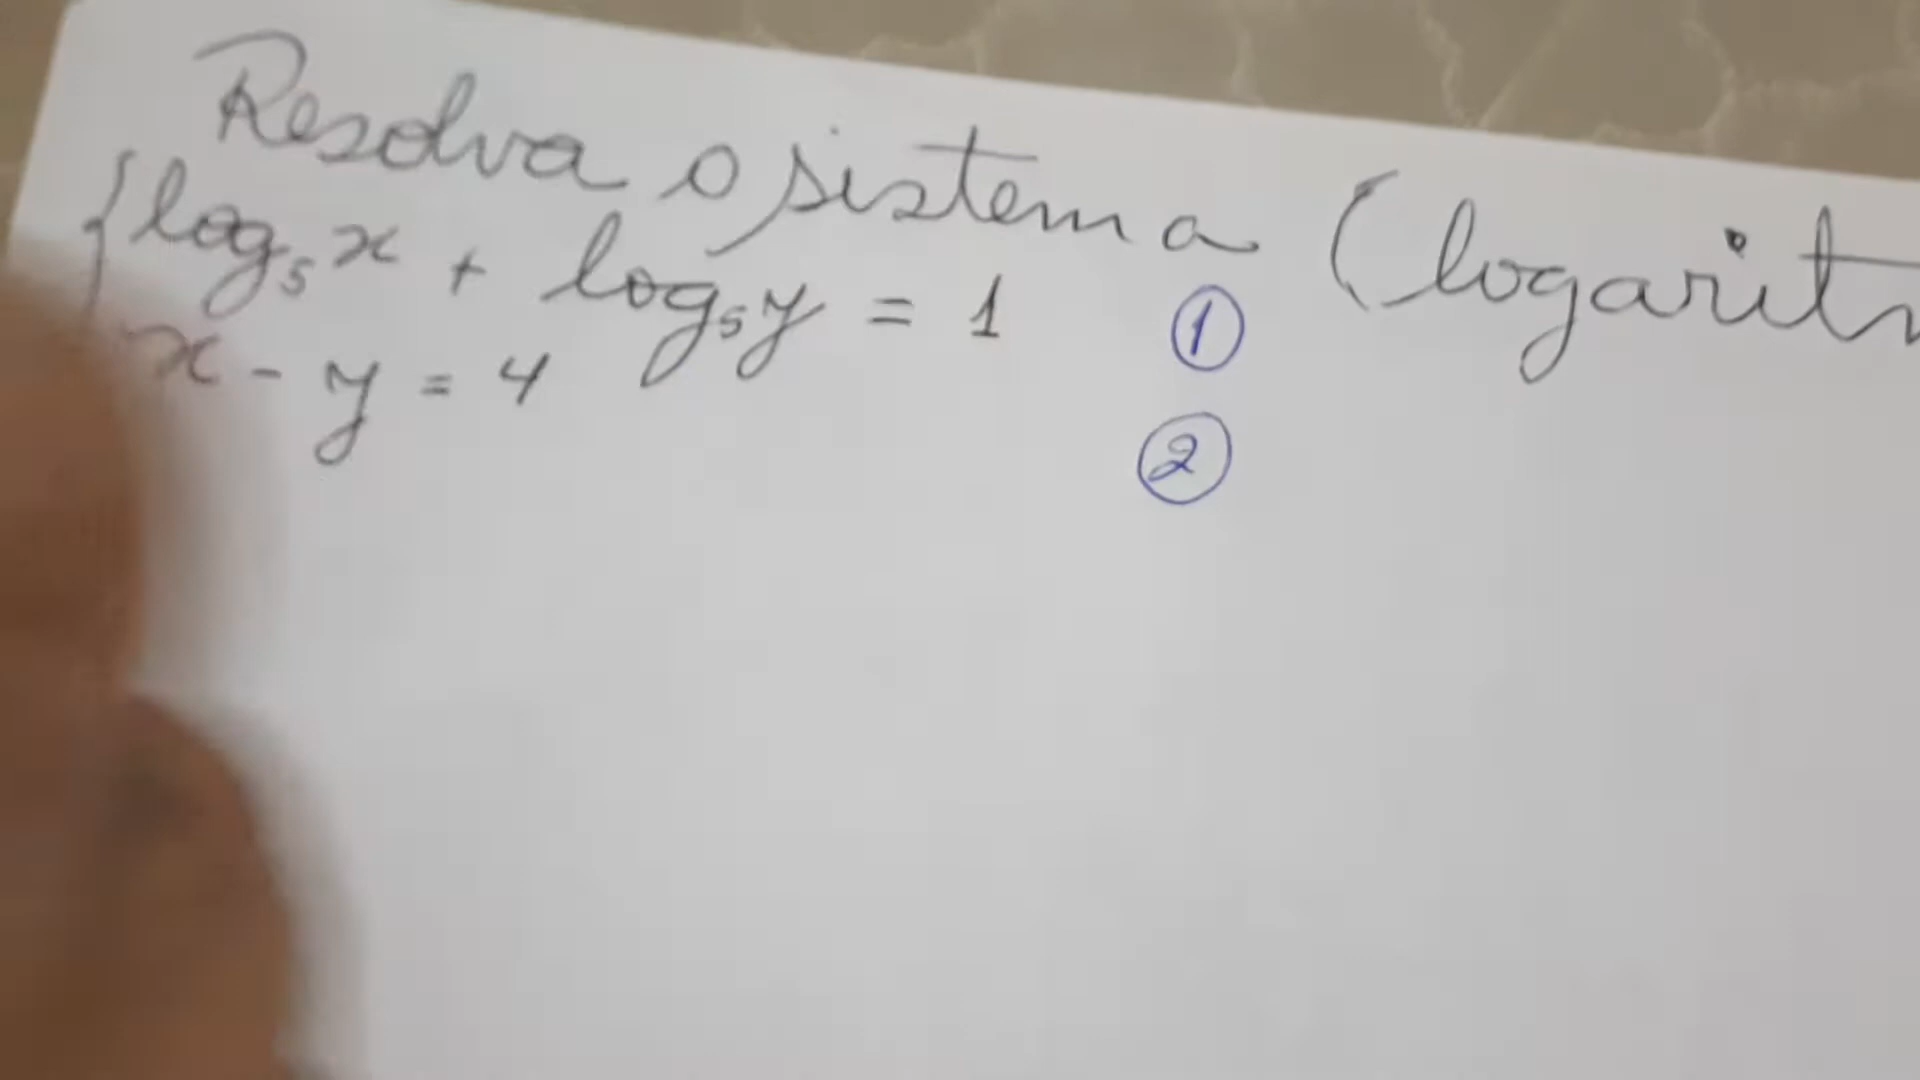 Resolva o sistema (logarit
{log₅x + log₅y = 1 ①
x - y = 4 ②